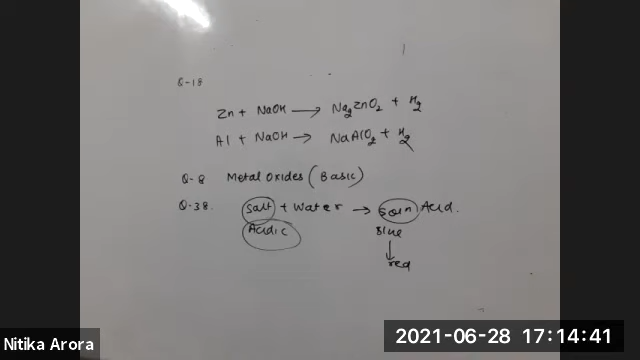 Q-18
Zn + NaOH → Na2ZnO2 + H2
Al + NaOH → NaAlO2 + H2
Q-8 Metal Oxides (Basic)
Q-38. Salt + Water → Soln Acid.
Acidic Blue
↓
red
Nitika Arora
2021-06-28 17:14:41